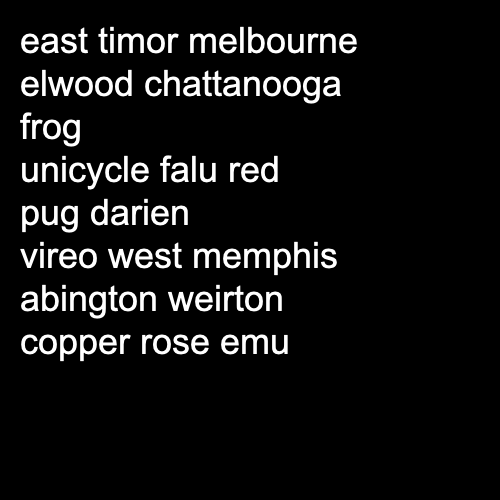 east timor melbourne
elwood chattanooga
frog
unicycle falu red
pug darien
vireo west memphis
abington weirton
copper rose emu